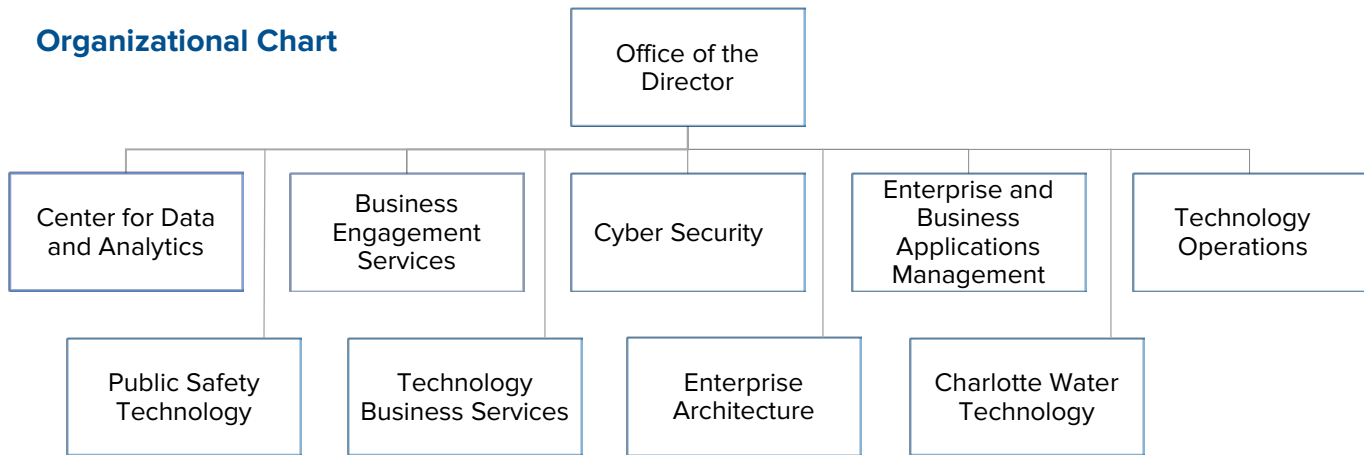 Organizational Chart
Office of the
Director
Center for Data
and Analytics
Business
Engagement
Services
Cyber Security
Enterprise and
Business
Applications
Management
Technology
Operations
Public Safety
Technology
Technology
Business Services
Enterprise
Architecture
Charlotte Water
Technology